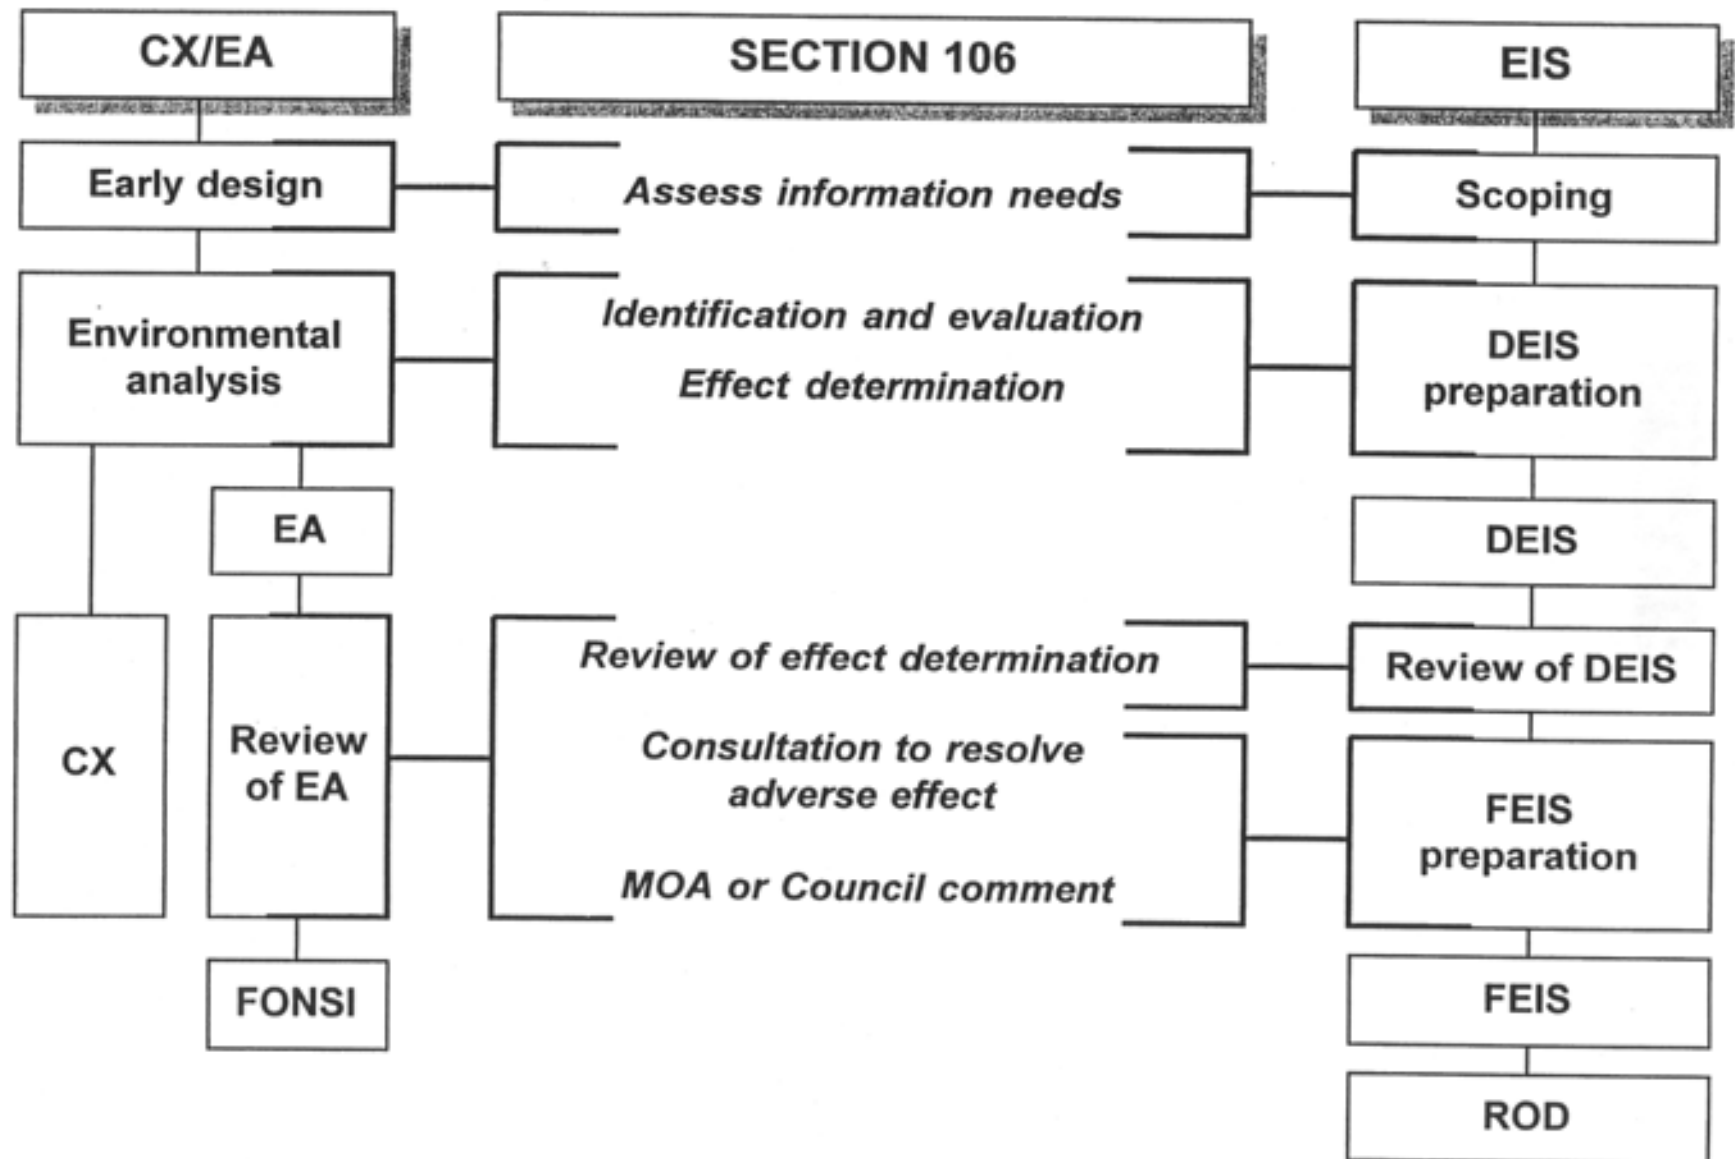 CX/EA
SECTION 106
EIS
Early design
Assess information needs
Scoping
Environmental
analysis
Identification and evaluation
Effect determination
DEIS
preparation
EA
DEIS
CX
Review
of EA
Review of effect determination
Consultation to resolve
adverse effect
MOA or Council comment
Review of DEIS
FEIS
preparation
FONSI
FEIS
ROD